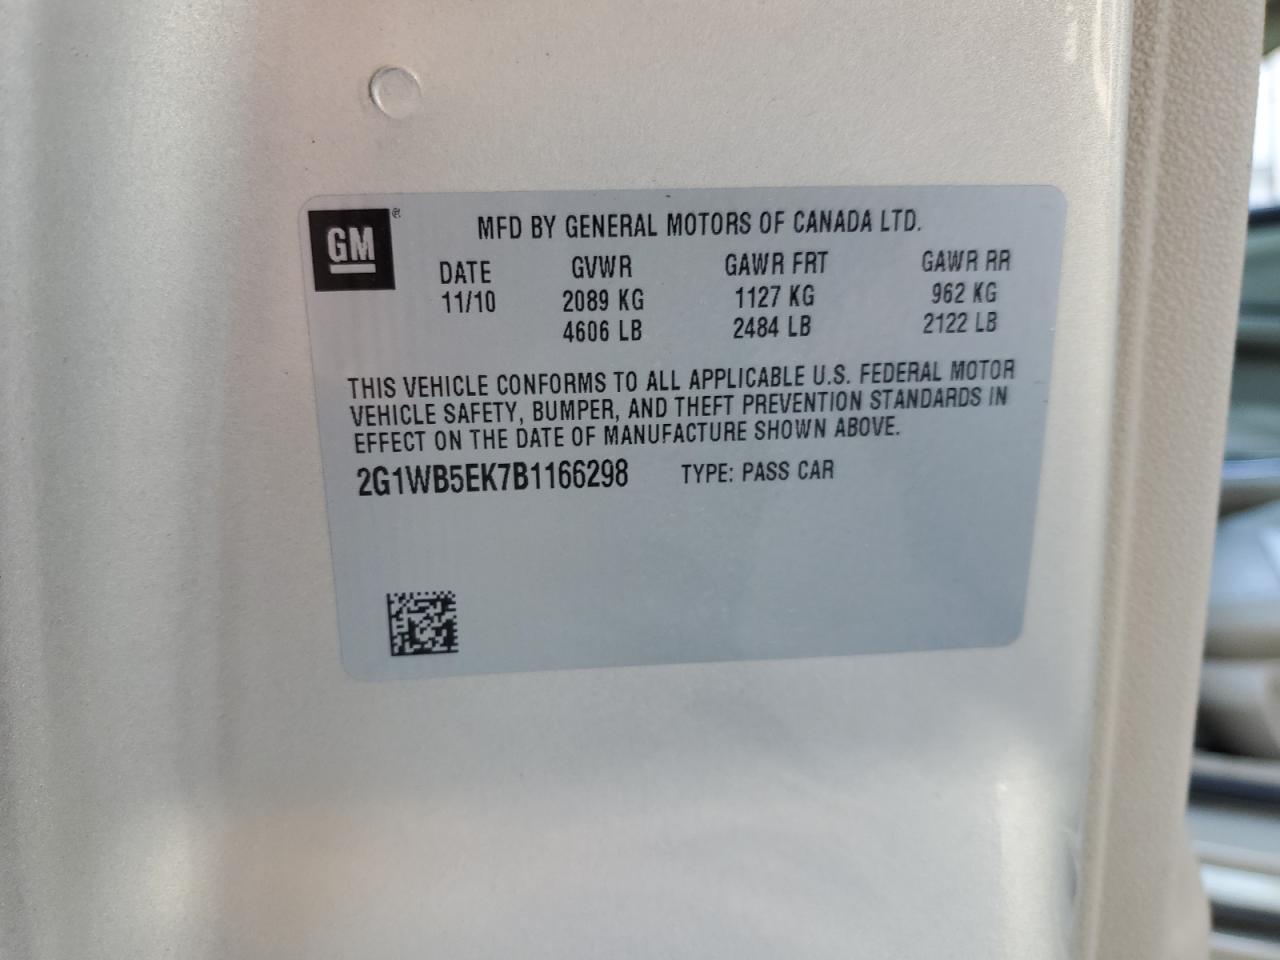 GM ®
MFD BY GENERAL MOTORS OF CANADA LTD.
DATE GVWR GAWR FRT GAWR RR
11/10 2089 KG 1127 KG 962 KG
4606 LB 2484 LB 2122 LB
THIS VEHICLE CONFORMS TO ALL APPLICABLE U.S. FEDERAL MOTOR
VEHICLE SAFETY, BUMPER, AND THEFT PREVENTION STANDARDS IN
EFFECT ON THE DATE OF MANUFACTURE SHOWN ABOVE.
2G1WB5EK7B1166298 TYPE: PASS CAR